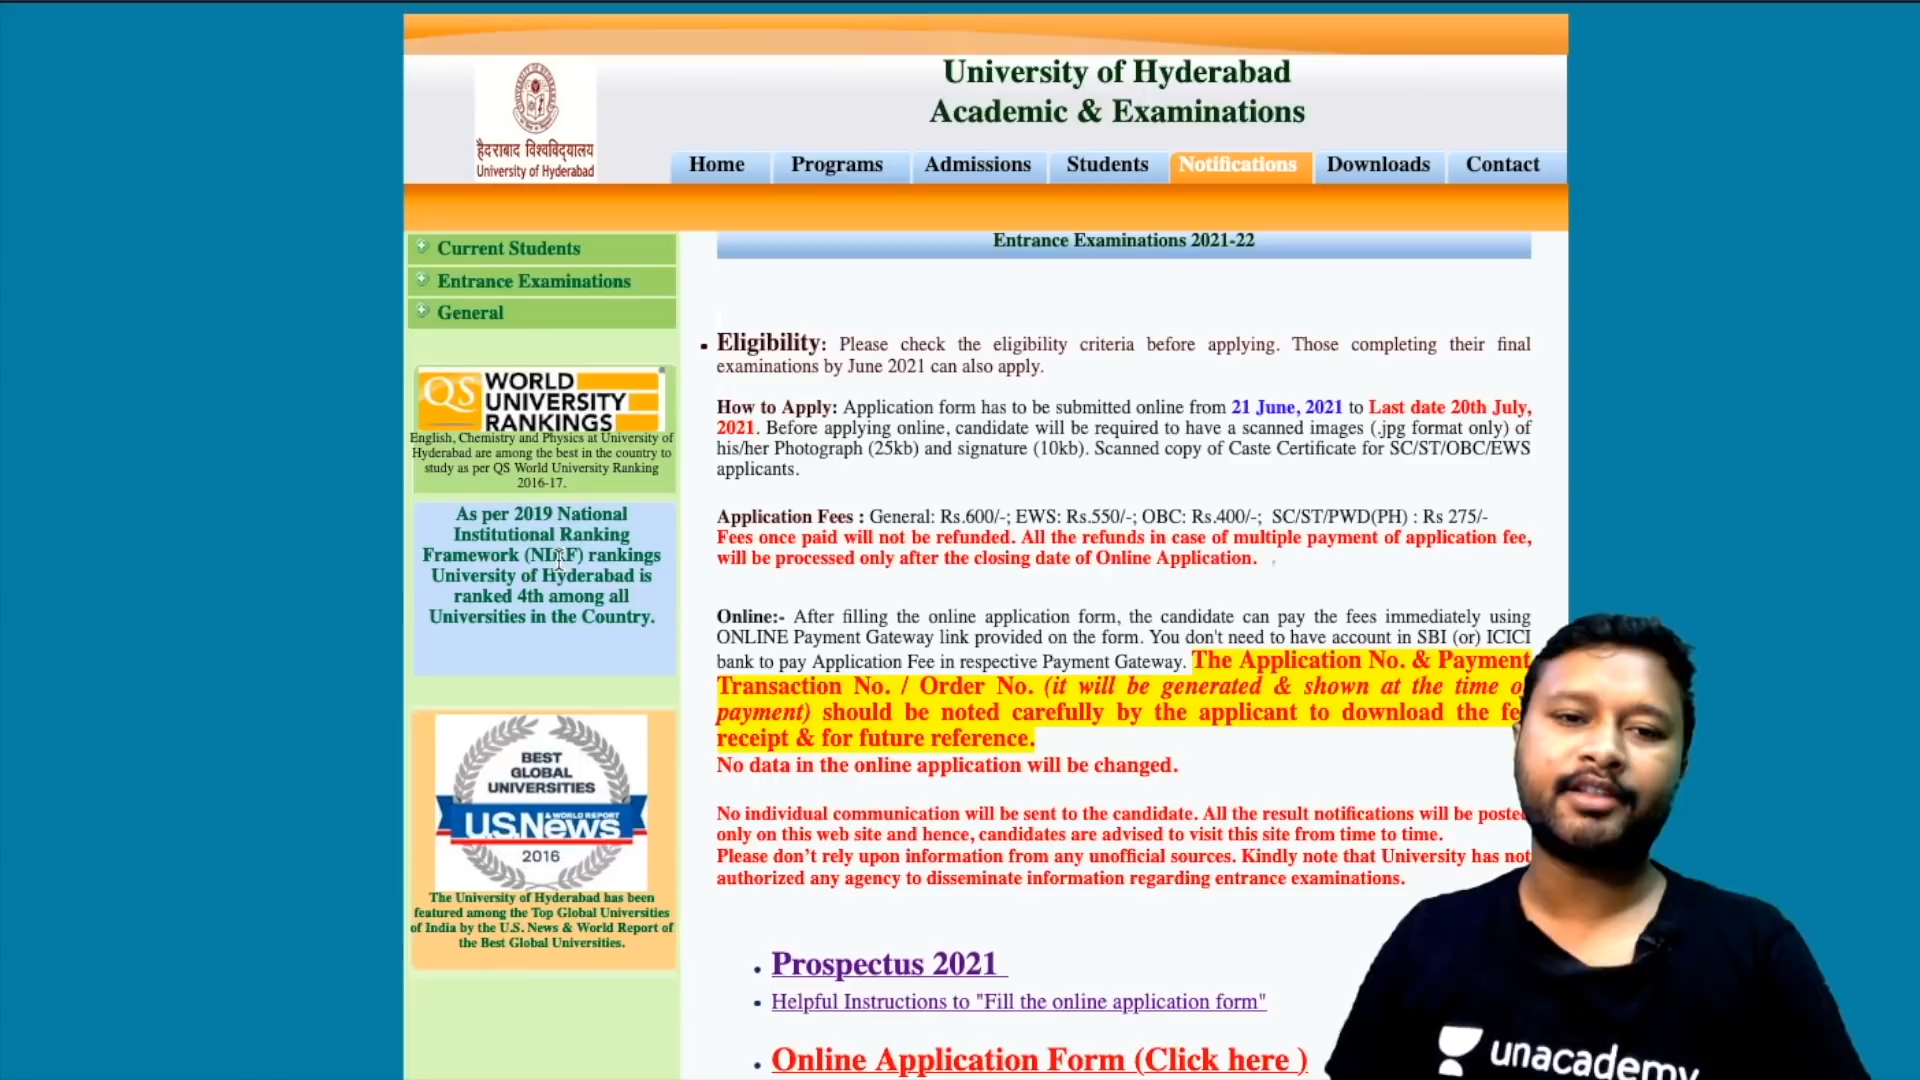 University of Hyderabad
Academic & Examinations
हैदराबाद विश्वविद्यालय
University of Hyderabad
Home Programs Admissions Students Notifications Downloads Contact
Current Students
Entrance Examinations
General
WORLD
QS UNIVERSITY
RANKINGS
English, Chemistry and Physics at University of
Hyderabad are among the best in the country to
study as per QS World University Ranking
2016-17.
As per 2019 National
Institutional Ranking
Framework (NIRF) rankings
University of Hyderabad is
ranked 4th among all
Universities in the Country.
BEST
GLOBAL
UNIVERSITIES
U.S.News
& WORLD REPORT
2016
The University of Hyderabad has been
featured among the Top Global Universities
of India by the U.S. News & World Report of
the Best Global Universities.
Entrance Examinations 2021-22
Eligibility: Please check the eligibility criteria before applying. Those completing their final
examinations by June 2021 can also apply.
How to Apply: Application form has to be submitted online from 21 June, 2021 to Last date 20th July,
2021. Before applying online, candidate will be required to have a scanned images (.jpg format only) of
his/her Photograph (25kb) and signature (10kb). Scanned copy of Caste Certificate for SC/ST/OBC/EWS
applicants.
Application Fees : General: Rs.600/-; EWS: Rs.550/-; OBC: Rs.400/-; SC/ST/PWD(PH) : Rs 275/-
Fees once paid will not be refunded. All the refunds in case of multiple payment of application fee,
will be processed only after the closing date of Online Application.
Online:- After filling the online application form, the candidate can pay the fees immediately using
ONLINE Payment Gateway link provided on the form. You don't need to have account in SBI (or) ICICI
bank to pay Application Fee in respective Payment Gateway. The Application No. & Payment
Transaction No. / Order No. (it will be generated & shown at the time o
payment) should be noted carefully by the applicant to download the fe
receipt & for future reference.
No data in the online application will be changed.
No individual communication will be sent to the candidate. All the result notifications will be poste
only on this web site and hence, candidates are advised to visit this site from time to time.
Please don't rely upon information from any unofficial sources. Kindly note that University has not
authorized any agency to disseminate information regarding entrance examinations.
Prospectus 2021
Helpful Instructions to "Fill the online application form"
Online Application Form (Click here )
unacademy